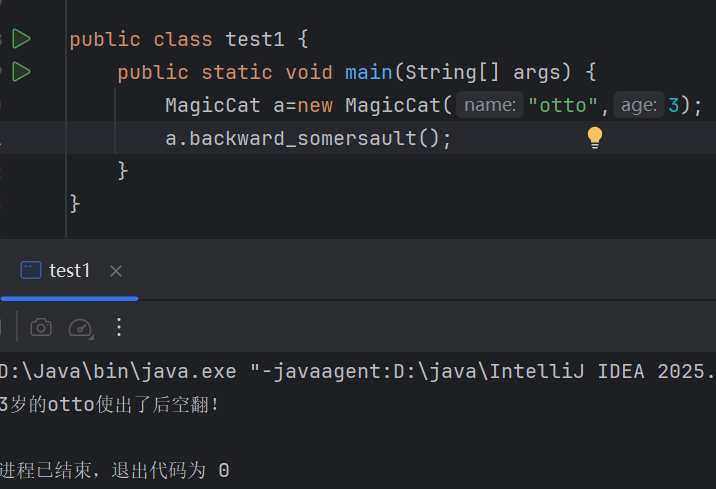 public class test1 {
public static void main(String[] args) {
MagicCat a=new MagicCat( name: "otto", age: 3);
a.backward_somersault();
}
}
test1
D:\Java\bin\java.exe "-javaagent:D:\java\IntelliJ IDEA 2025.
3岁的otto使出了后空翻!
进程已结束，退出代码为 0